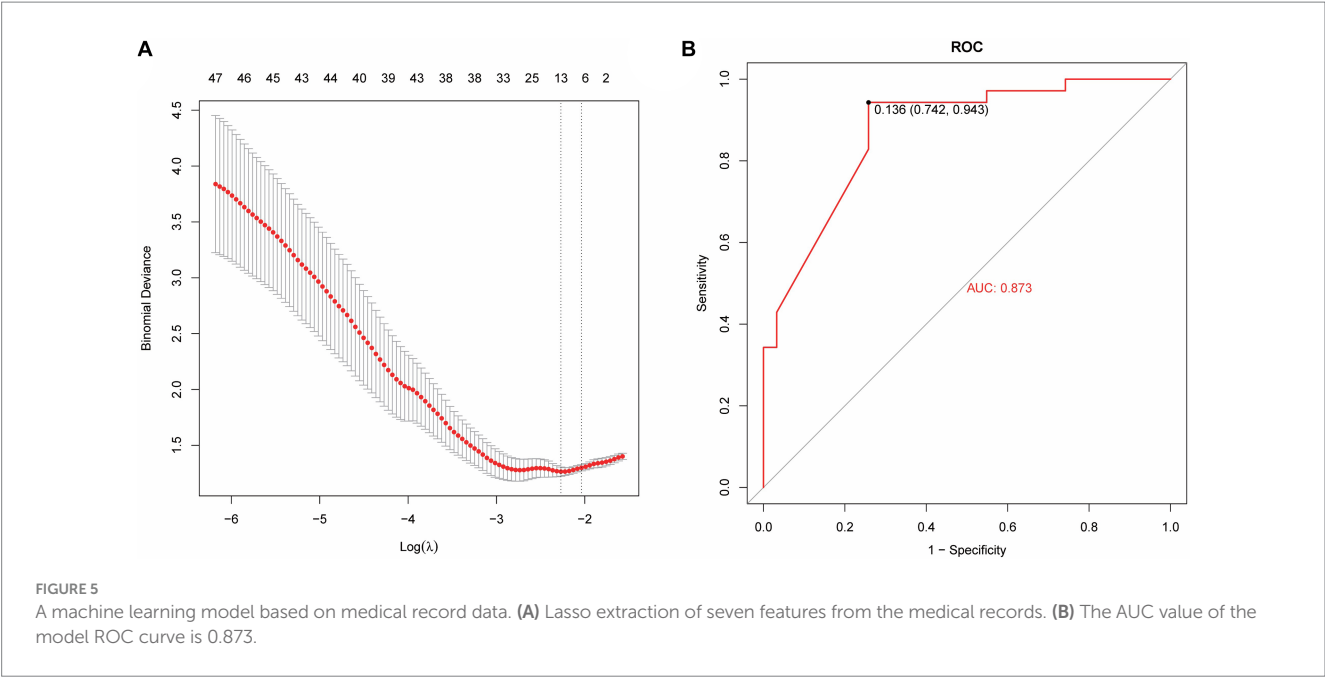 A
47 46 45 43 44 40 39 43 38 38 33 25 13 6 2
4.5
4.0
3.5
3.0
2.5
2.0
1.5
Binomial Deviance
−6 −5 −4 −3 −2
Log(λ)
B
ROC
1.0
0.8
0.6
0.4
0.2
0.0
Sensitivity
0.136 (0.742, 0.943)
AUC: 0.873
0.0 0.2 0.4 0.6 0.8 1.0
1 − Specificity
FIGURE 5
A machine learning model based on medical record data. (A) Lasso extraction of seven features from the medical records. (B) The AUC value of the
model ROC curve is 0.873.